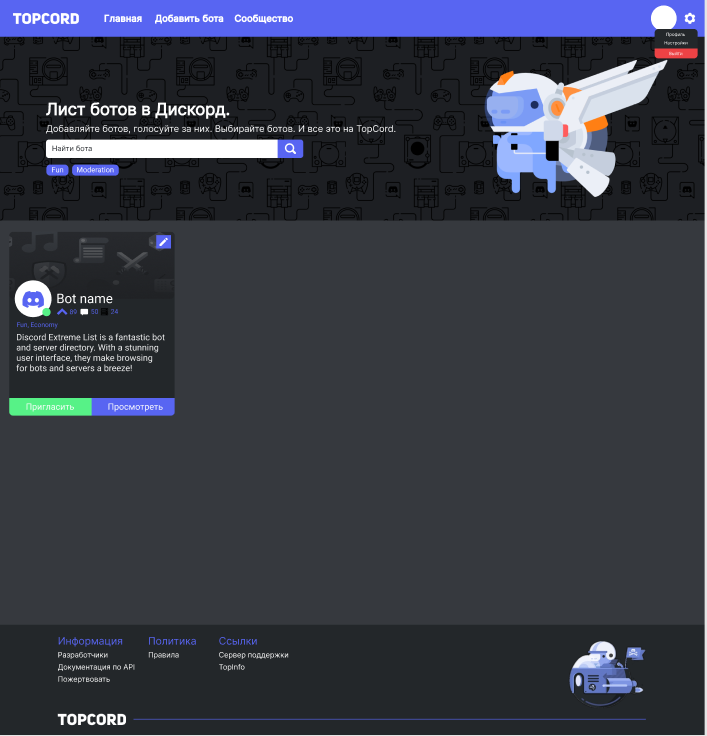 TOPCORD Главная Добавить бота Сообщество
Профиль
Настройки
Выйти
Лист ботов в Дискорд.
Добавляйте ботов, голосуйте за них. Выбирайте ботов. И все это на TopCord.
Найти бота
Fun Moderation
Bot name
89 50 24
Fun, Economy
Discord Extreme List is a fantastic bot
and server directory. With a stunning
user interface, they make browsing
for bots and servers a breeze!
Пригласить Просмотреть
Информация Политика Ссылки
Разработчики Правила Сервер поддержки
Документация по API TopInfo
Пожертвовать
TOPCORD